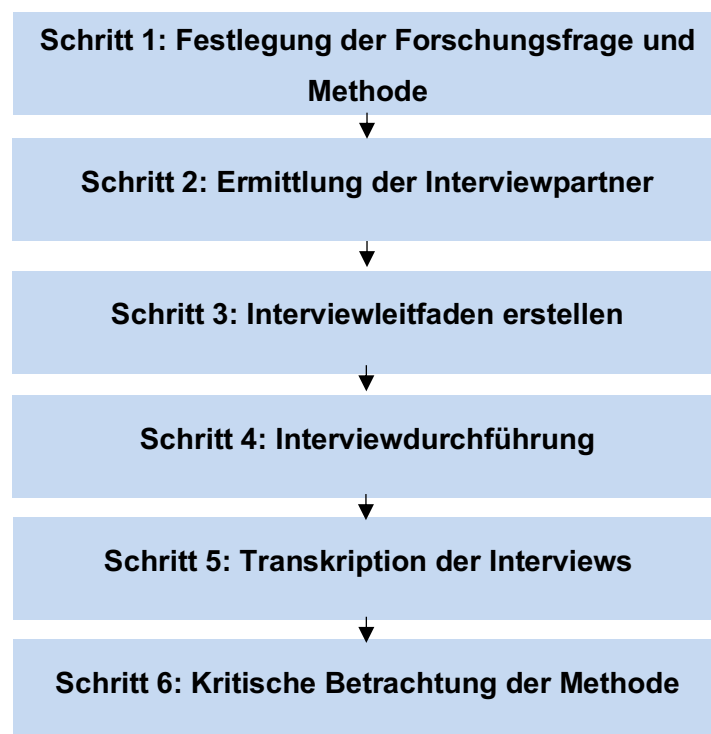 Schritt 1: Festlegung der Forschungsfrage und
Methode
Schritt 2: Ermittlung der Interviewpartner
Schritt 3: Interviewleitfaden erstellen
Schritt 4: Interviewdurchführung
Schritt 5: Transkription der Interviews
Schritt 6: Kritische Betrachtung der Methode